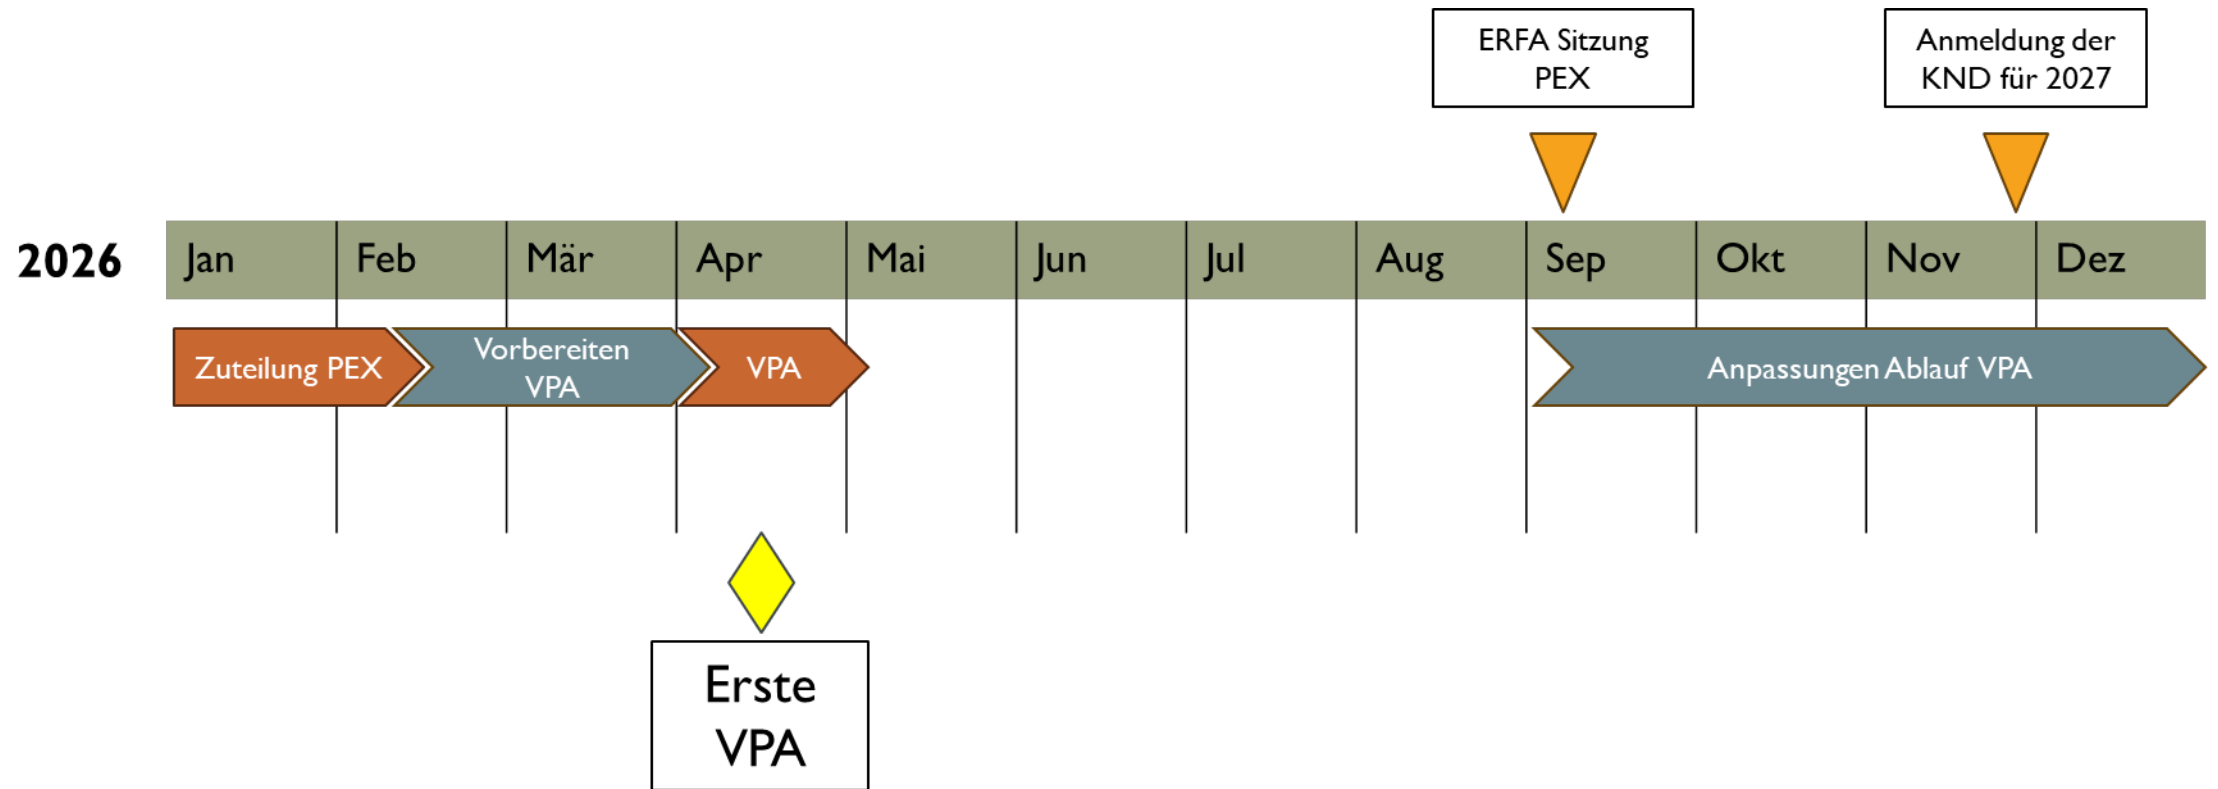 ERFA Sitzung
PEX
Anmeldung der
KND für 2027
2026
Jan
Feb
Mär
Apr
Mai
Jun
Jul
Aug
Sep
Okt
Nov
Dez
Zuteilung PEX
Vorbereiten
VPA
VPA
Anpassungen Ablauf VPA
Erste
VPA